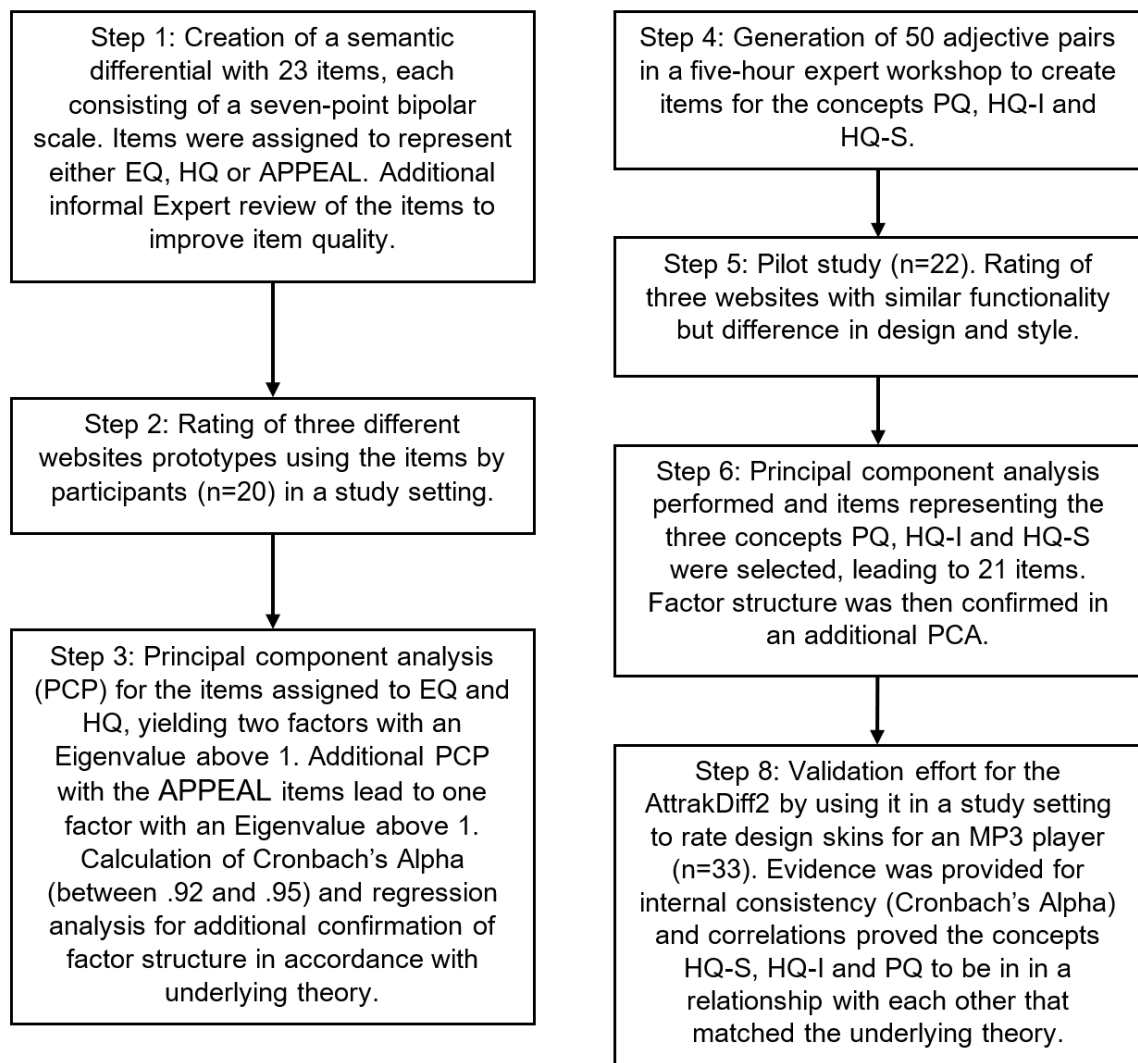 Step 1: Creation of a semantic
differential with 23 items, each
consisting of a seven-point bipolar
scale. Items were assigned to represent
either EQ, HQ or APPEAL. Additional
informal Expert review of the items to
improve item quality.
Step 2: Rating of three different
websites prototypes using the items by
participants (n=20) in a study setting.
Step 3: Principal component analysis
(PCP) for the items assigned to EQ and
HQ, yielding two factors with an
Eigenvalue above 1. Additional PCP
with the APPEAL items lead to one
factor with an Eigenvalue above 1.
Calculation of Cronbach’s Alpha
(between .92 and .95) and regression
analysis for additional confirmation of
factor structure in accordance with
underlying theory.
Step 4: Generation of 50 adjective pairs
in a five-hour expert workshop to create
items for the concepts PQ, HQ-I and
HQ-S.
Step 5: Pilot study (n=22). Rating of
three websites with similar functionality
but difference in design and style.
Step 6: Principal component analysis
performed and items representing the
three concepts PQ, HQ-I and HQ-S
were selected, leading to 21 items.
Factor structure was then confirmed in
an additional PCA.
Step 8: Validation effort for the
AttrakDiff2 by using it in a study setting
to rate design skins for an MP3 player
(n=33). Evidence was provided for
internal consistency (Cronbach’s Alpha)
and correlations proved the concepts
HQ-S, HQ-I and PQ to be in in a
relationship with each other that
matched the underlying theory.